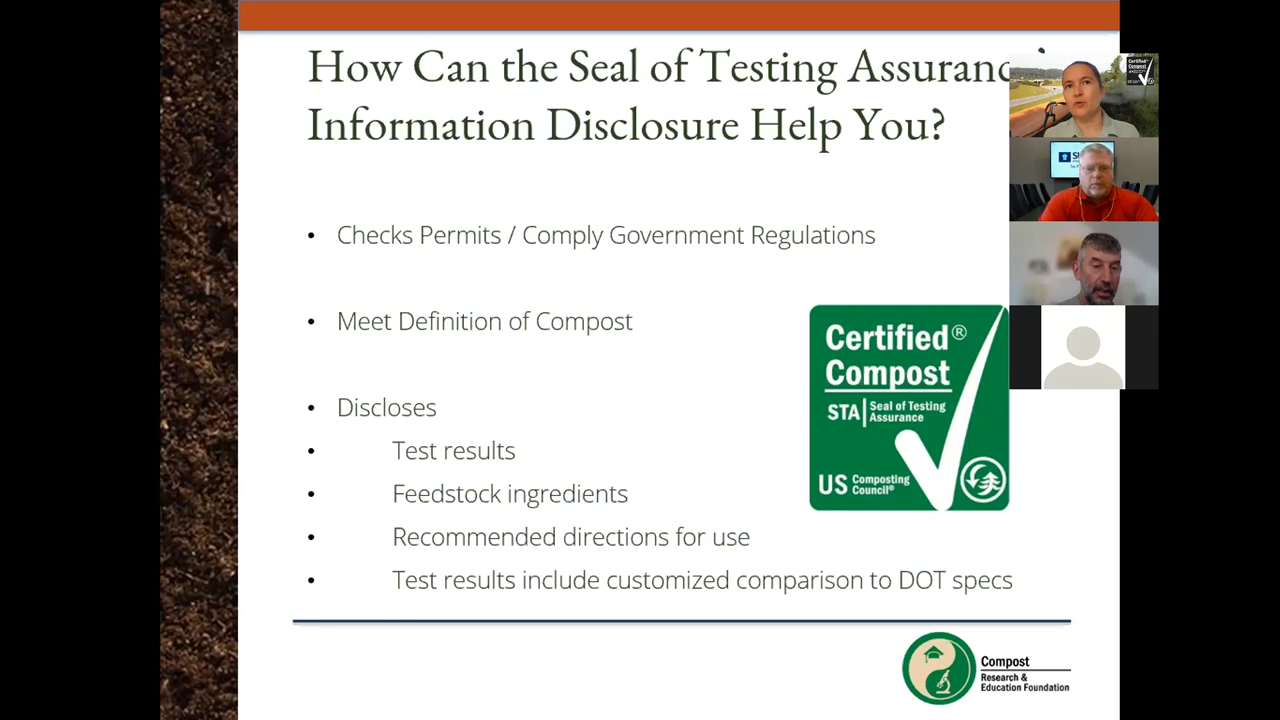 How Can the Seal of Testing Assuranc
Information Disclosure Help You?
• Checks Permits / Comply Government Regulations
• Meet Definition of Compost
• Discloses
• Test results
• Feedstock ingredients
• Recommended directions for use
• Test results include customized comparison to DOT specs
Certified®
Compost
STA | Seal of Testing
Assurance
US Composting
Council®
Compost
Research &
Education Foundation
Certified
Compost